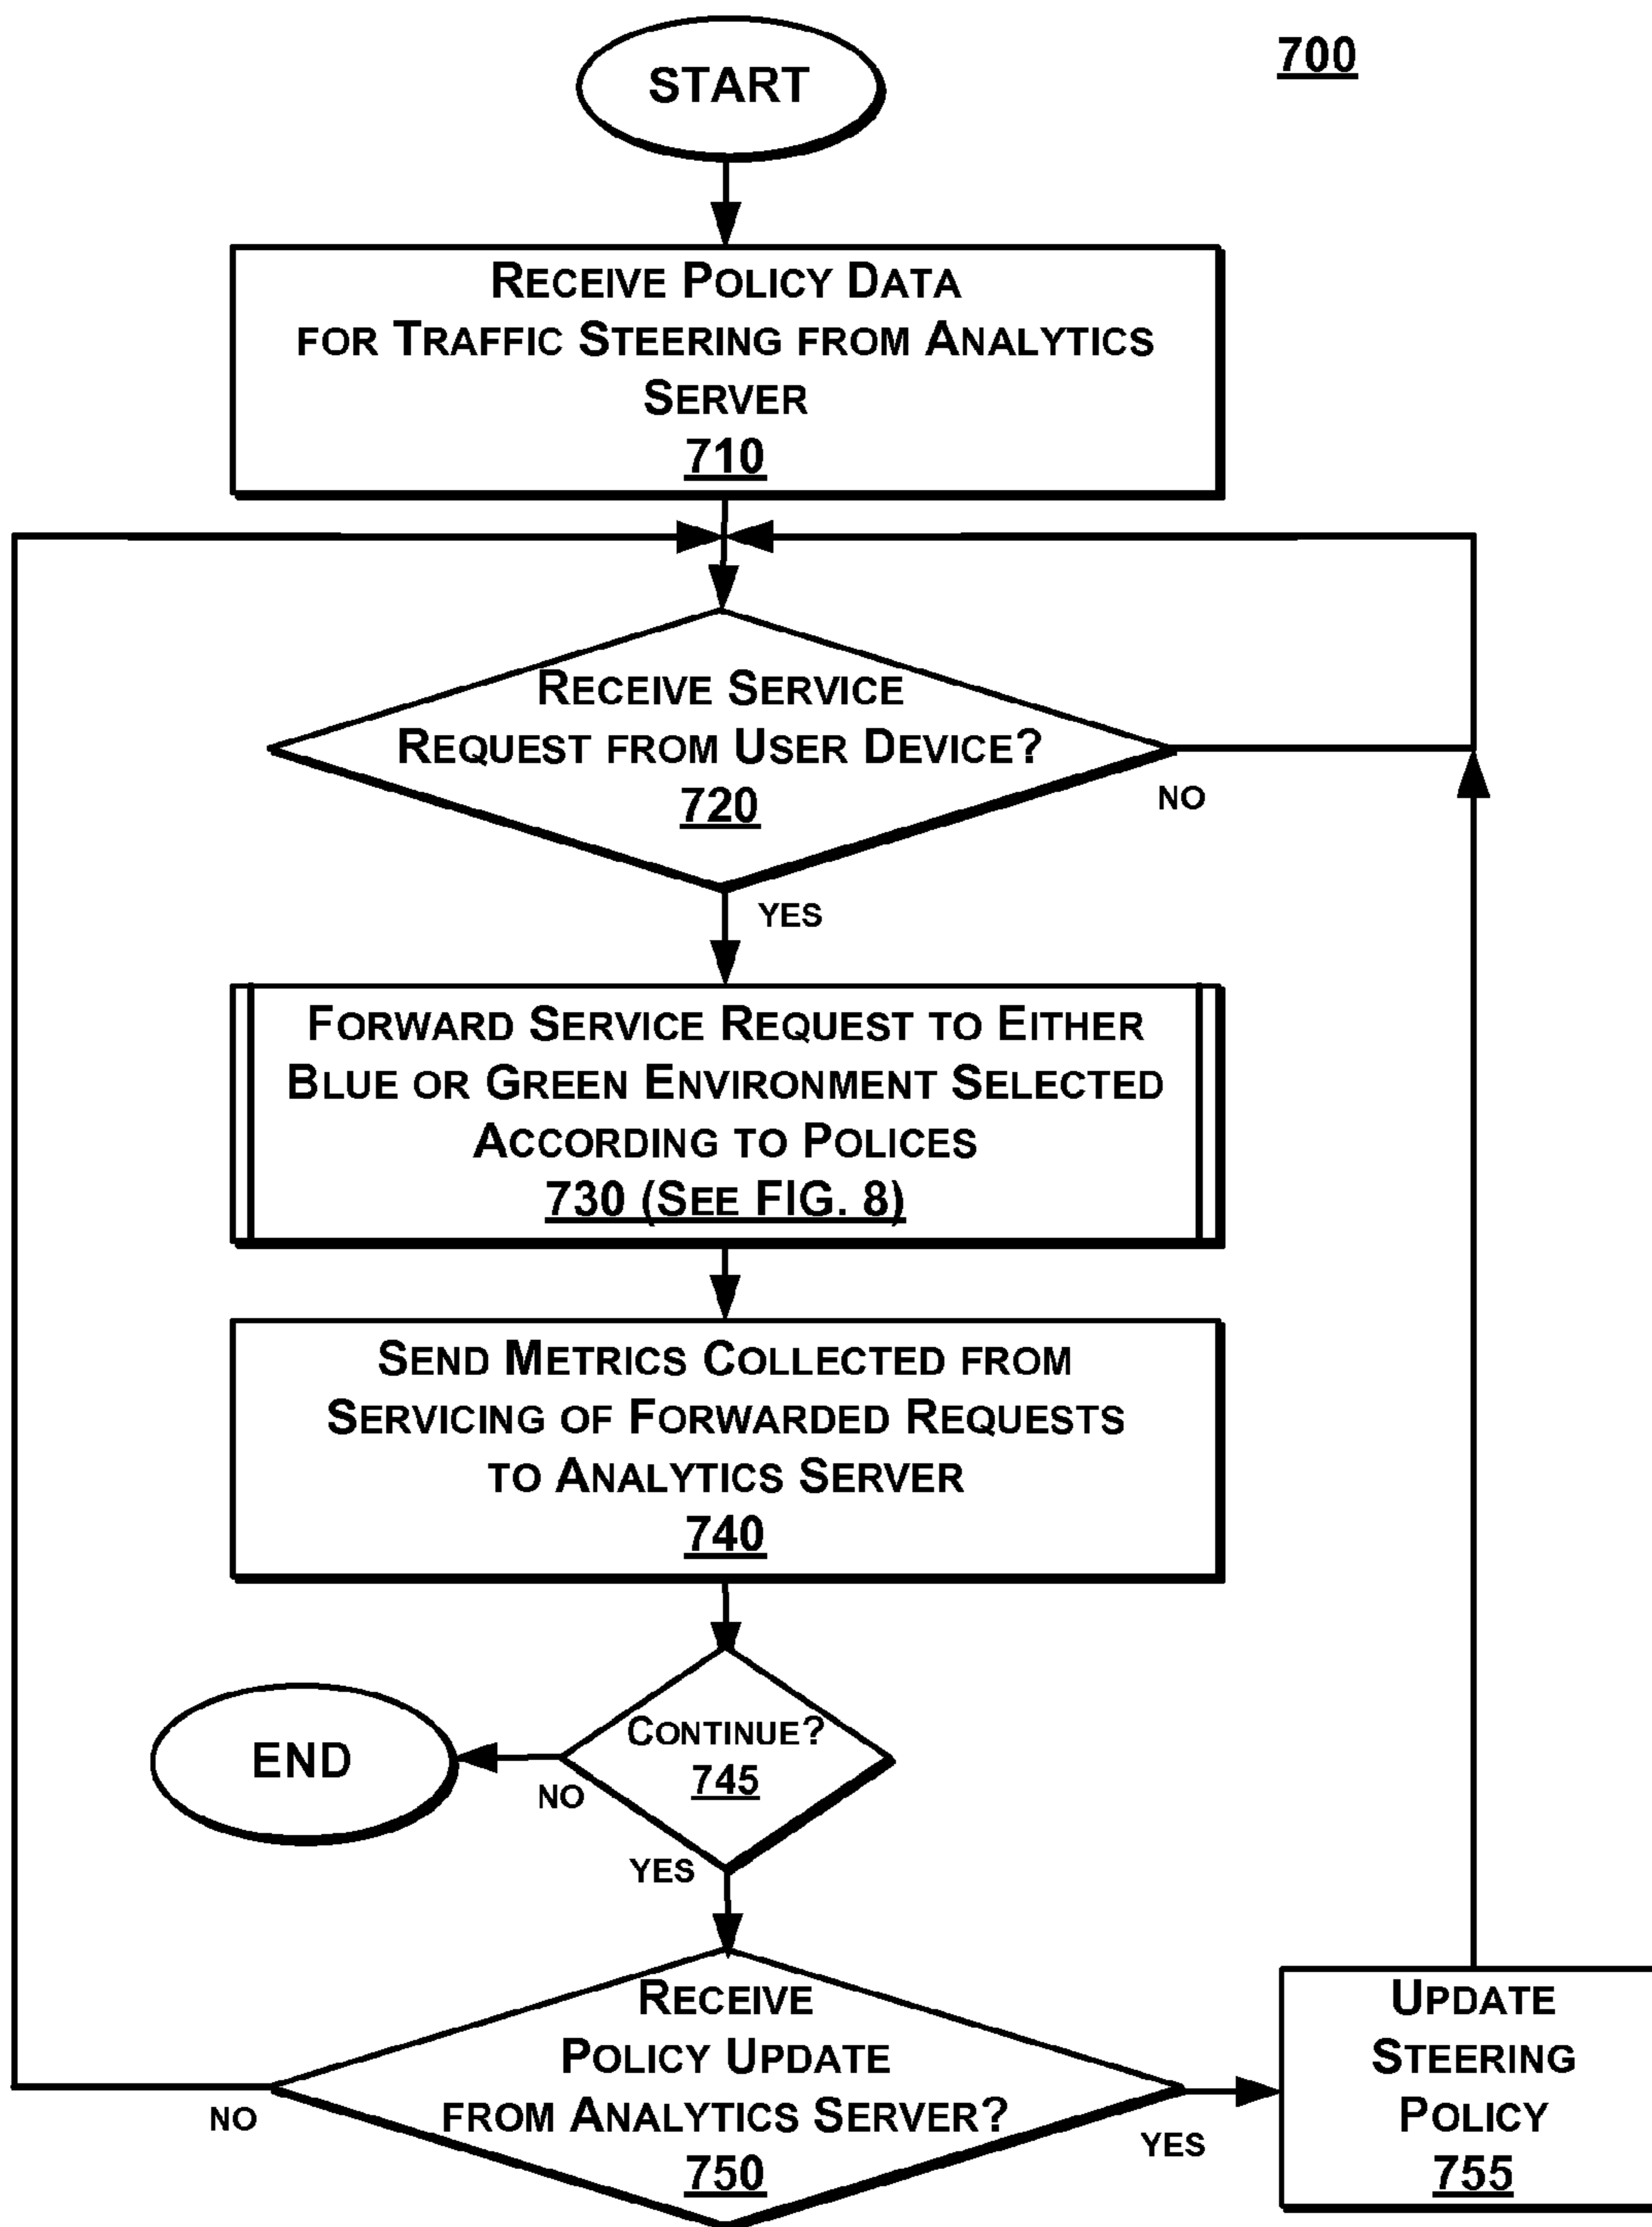 700
START
RECEIVE POLICY DATA
FOR TRAFFIC STEERING FROM ANALYTICS
SERVER
710
RECEIVE SERVICE
REQUEST FROM USER DEVICE?
720
NO
YES
FORWARD SERVICE REQUEST TO EITHER
BLUE OR GREEN ENVIRONMENT SELECTED
ACCORDING TO POLICES
730 (SEE FIG. 8)
SEND METRICS COLLECTED FROM
SERVICING OF FORWARDED REQUESTS
TO ANALYTICS SERVER
740
CONTINUE?
745
END
NO
YES
RECEIVE
POLICY UPDATE
FROM ANALYTICS SERVER?
750
NO
YES
UPDATE
STEERING
POLICY
755